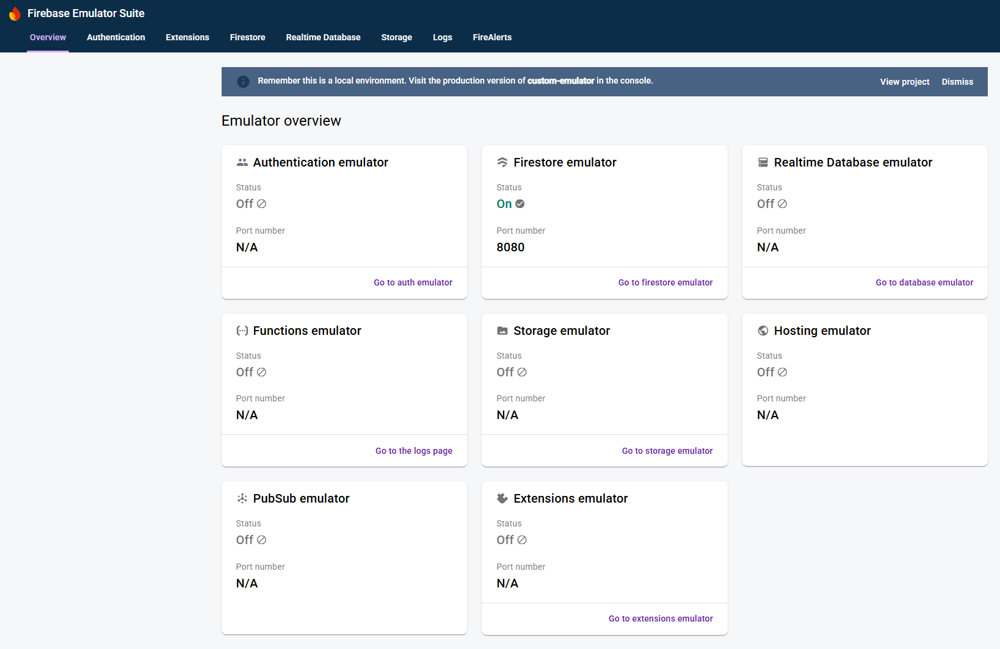 Firebase Emulator Suite
Overview Authentication Extensions Firestore Realtime Database Storage Logs FireAlerts
Remember this is a local environment. Visit the production version of custom-emulator in the console. View project Dismiss
Emulator overview
Authentication emulator
Status
Off
Port number
N/A
Go to auth emulator
Firestore emulator
Status
On
Port number
8080
Go to firestore emulator
Realtime Database emulator
Status
Off
Port number
N/A
Go to database emulator
Functions emulator
Status
Off
Port number
N/A
Go to the logs page
Storage emulator
Status
Off
Port number
N/A
Go to storage emulator
Hosting emulator
Status
Off
Port number
N/A
PubSub emulator
Status
Off
Port number
N/A
Extensions emulator
Status
Off
Port number
N/A
Go to extensions emulator